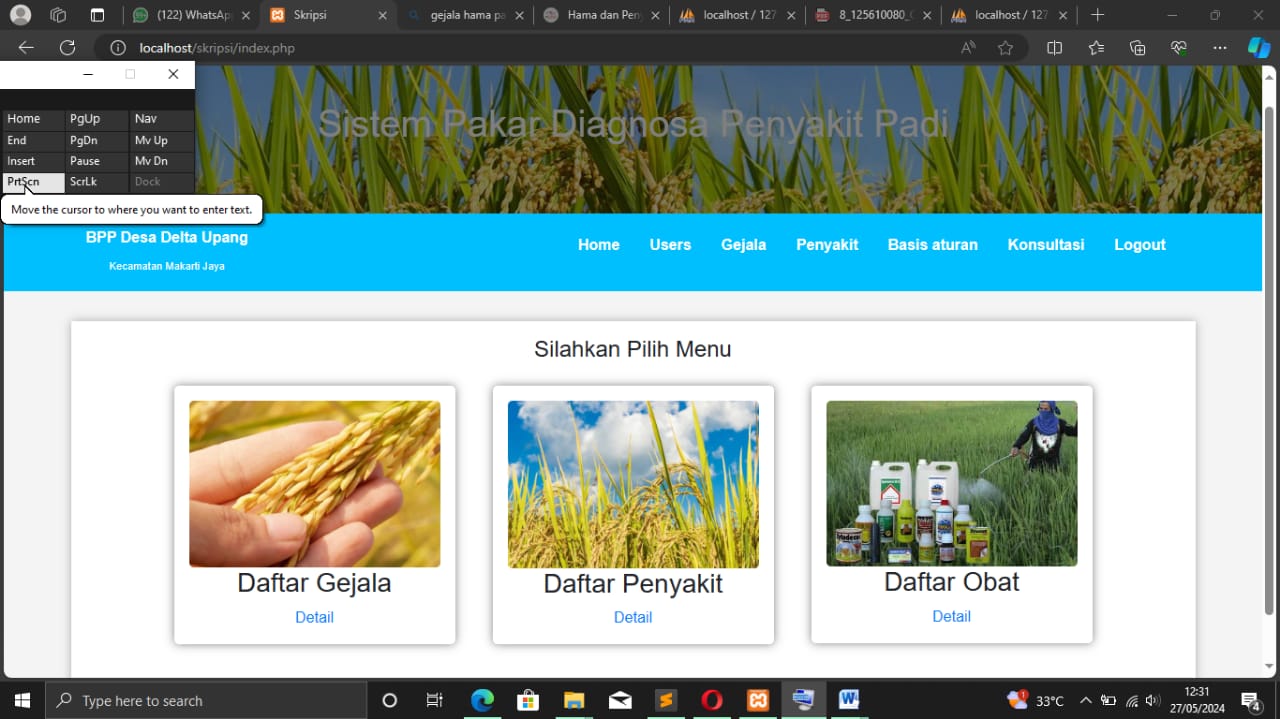 (122) WhatsAp
Skripsi
gejala hama pa
Hama dan Pen
localhost / 127
8_125610080_
localhost / 127
localhost/skripsi/index.php
Home PgUp Nav
End PgDn Mv Up
Insert Pause Mv Dn
PrtScn ScrLk Dock
Move the cursor to where you want to enter text.
Sistem Pakar Diagnosa Penyakit Padi
BPP Desa Delta Upang
Kecamatan Makarti Jaya
Home Users Gejala Penyakit Basis aturan Konsultasi Logout
Silahkan Pilih Menu
Daftar Gejala
Detail
Daftar Penyakit
Detail
Daftar Obat
Detail
Type here to search
33°C
12:31
27/05/2024
4